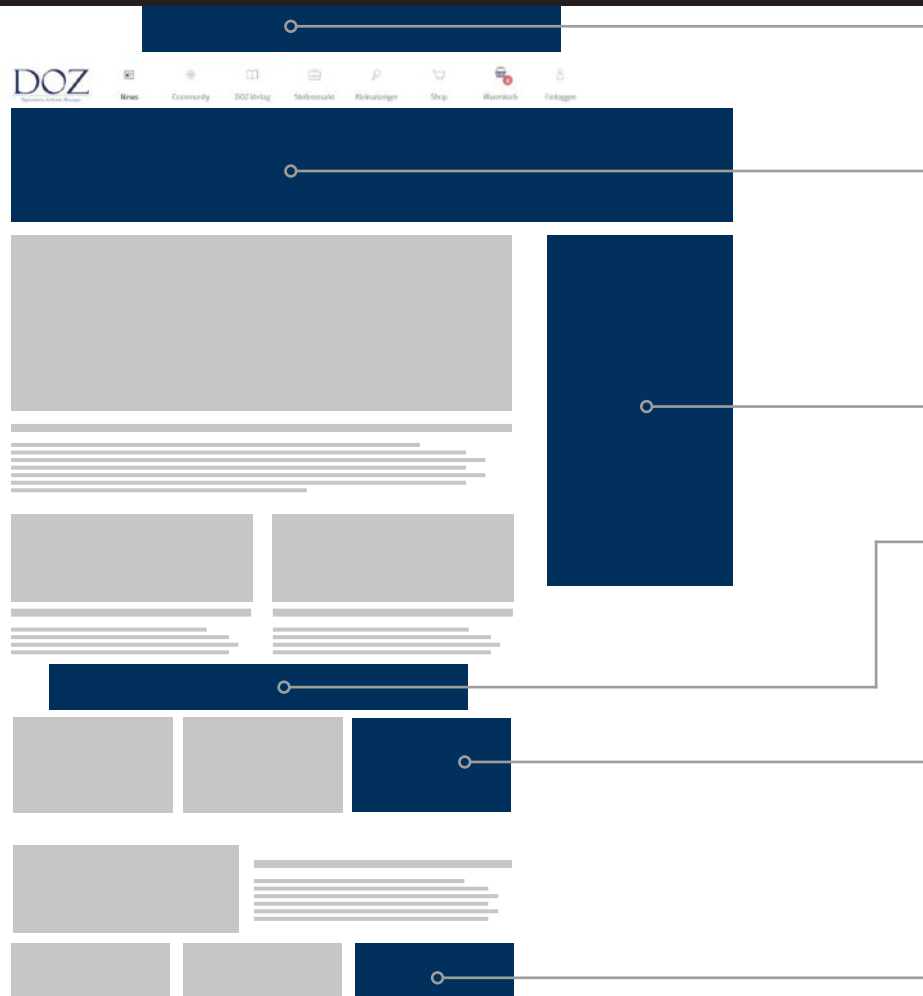 DOZ
News
Community
DOZ-Verlag
Stellenmarkt
Kleinanzeigen
Shop
Warenkorb
Einloggen